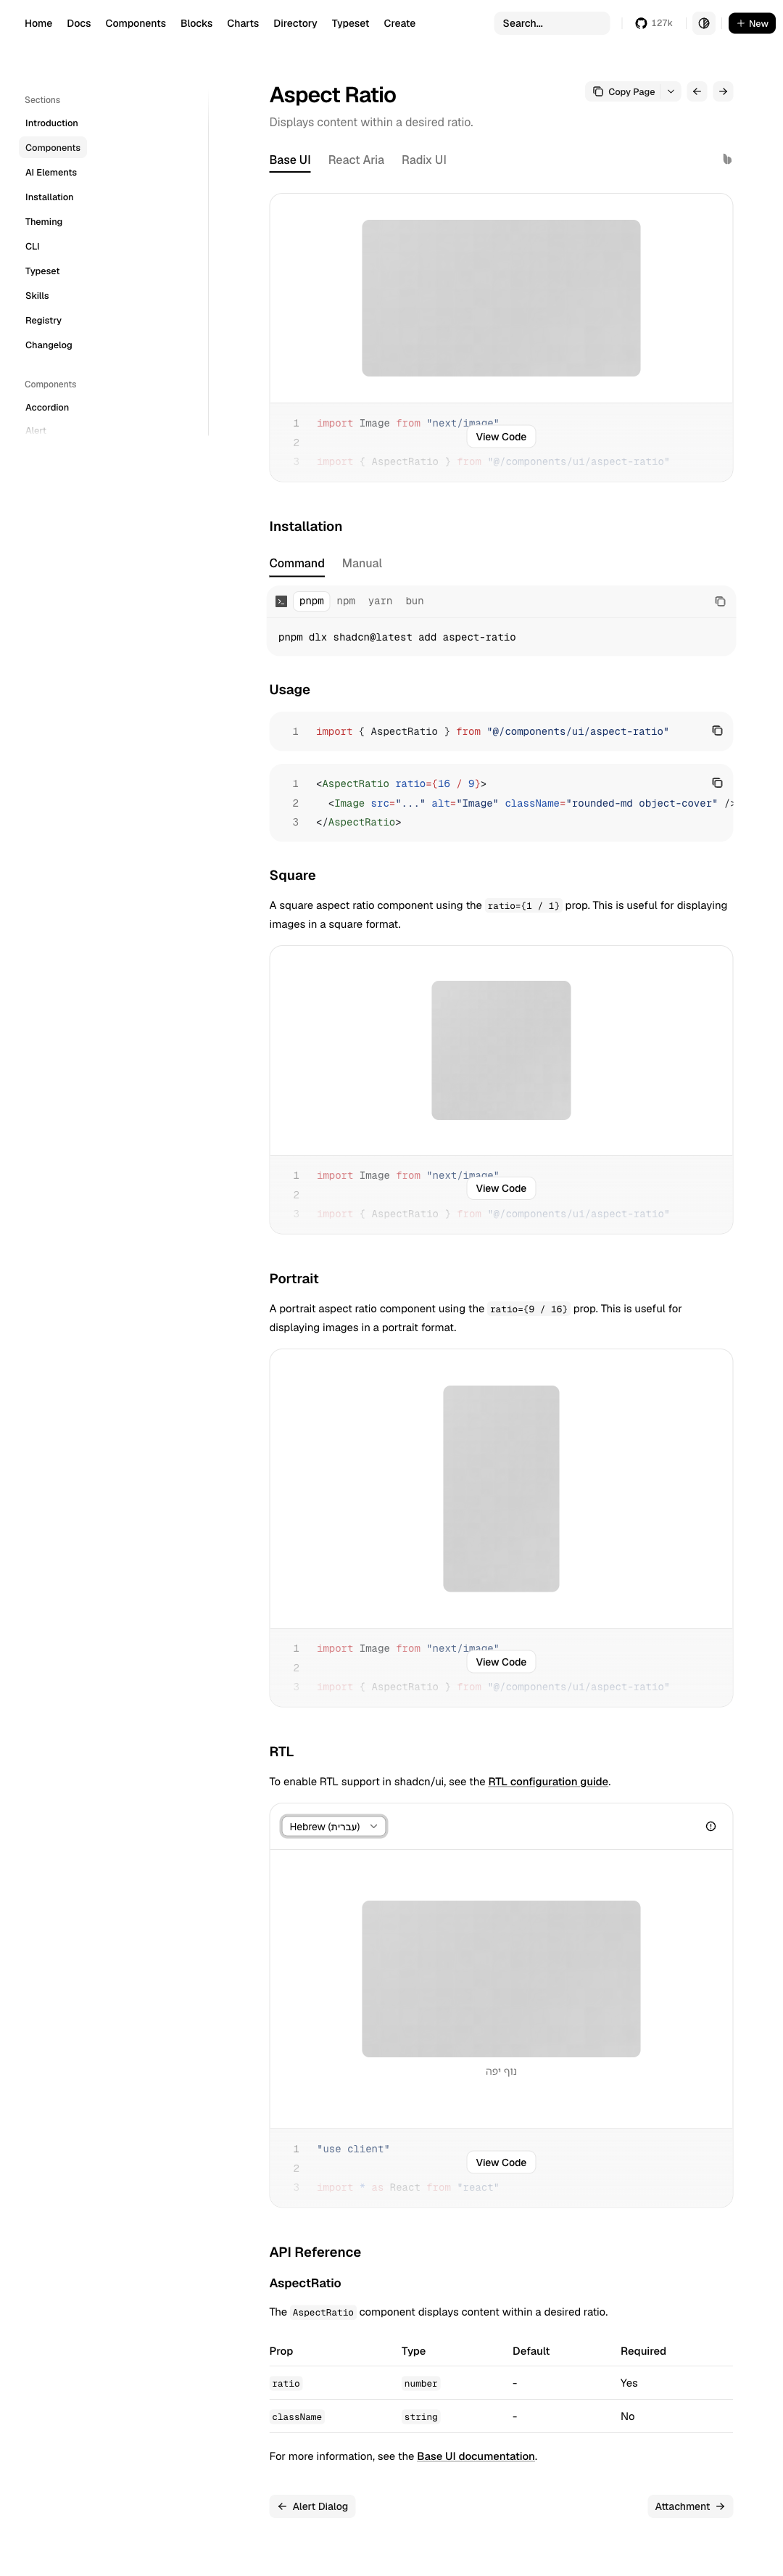 Home Docs Components Blocks Charts Directory Typeset Create Search... 127k New
Sections
Introduction
Components
AI Elements
Installation
Theming
CLI
Typeset
Skills
Registry
Changelog
Components
Accordion
Alert
Aspect Ratio
Copy Page
Displays content within a desired ratio.
Base UI React Aria Radix UI
1 import Image from "next/image"
2
3 import { AspectRatio } from "@/components/ui/aspect-ratio"
View Code
Installation
Command Manual
pnpm npm yarn bun
pnpm dlx shadcn@latest add aspect-ratio
Usage
1 import { AspectRatio } from "@/components/ui/aspect-ratio"
1 <AspectRatio ratio={16 / 9}>
2 <Image src="..." alt="Image" className="rounded-md object-cover" />
3 </AspectRatio>
Square
A square aspect ratio component using the ratio={1 / 1} prop. This is useful for displaying
images in a square format.
1 import Image from "next/image"
2
3 import { AspectRatio } from "@/components/ui/aspect-ratio"
View Code
Portrait
A portrait aspect ratio component using the ratio={9 / 16} prop. This is useful for
displaying images in a portrait format.
1 import Image from "next/image"
2
3 import { AspectRatio } from "@/components/ui/aspect-ratio"
View Code
RTL
To enable RTL support in shadcn/ui, see the RTL configuration guide.
Hebrew (עברית)
נוף יפה
1 "use client"
2
3 import * as React from "react"
View Code
API Reference
AspectRatio
The AspectRatio component displays content within a desired ratio.
Prop Type Default Required
ratio number - Yes
className string - No
For more information, see the Base UI documentation.
← Alert Dialog
Attachment →